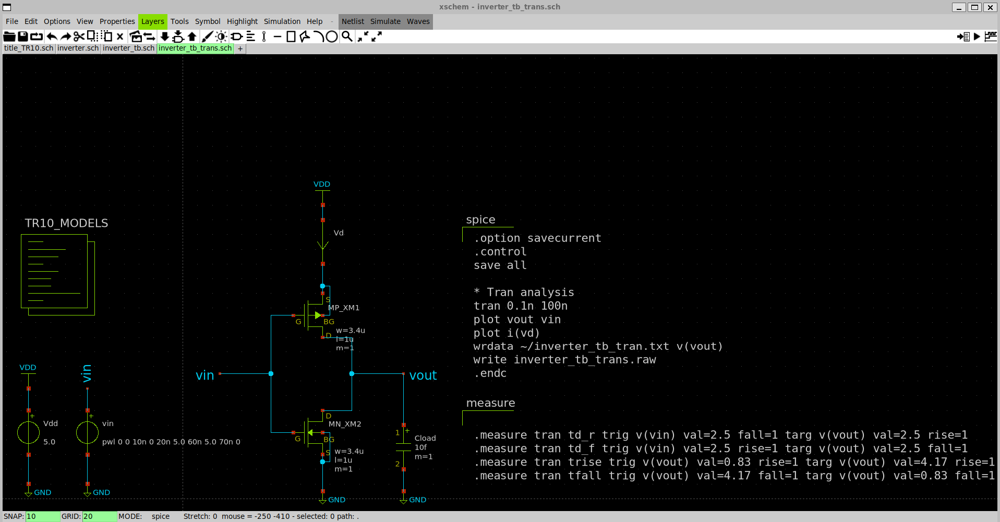 xschem - inverter_tb_trans.sch
File Edit Options View Properties Layers Tools Symbol Highlight Simulation Help - Netlist Simulate Waves
title_TR10.sch inverter.sch inverter_tb.sch inverter_tb_trans.sch +
VDD
Vd
TR10_MODELS
S
MP_XM1
G BG
D
w=3.4u
l=1u
m=1
VDD
vin
vin
vout
+
Vdd
5.0
+
vin
pwl 0 0 10n 0 20n 5.0 60n 5.0 70n 0
D
MN_XM2
G BG
S
w=3.4u
l=1u
m=1
1 +
Cload
10f
m=1
2
GND
GND
GND
GND
spice
.option savecurrent
.control
save all
* Tran analysis
tran 0.1n 100n
plot vout vin
plot i(vd)
wrdata ~/inverter_tb_tran.txt v(vout)
write inverter_tb_trans.raw
.endc
measure
.measure tran td_r trig v(vin) val=2.5 fall=1 targ v(vout) val=2.5 rise=1
.measure tran td_f trig v(vin) val=2.5 rise=1 targ v(vout) val=2.5 fall=1
.measure tran trise trig v(vout) val=0.83 rise=1 targ v(vout) val=4.17 rise=1
.measure tran tfall trig v(vout) val=4.17 fall=1 targ v(vout) val=0.83 fall=1
SNAP: 10 GRID: 20 MODE: spice Stretch: 0 mouse = -250 -410 - selected: 0 path: .